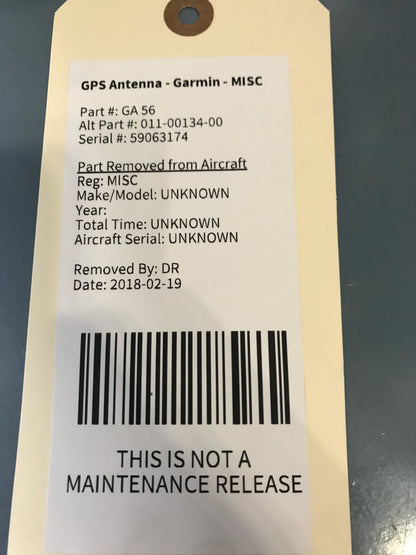 GPS Antenna - Garmin - MISC
Part #: GA 56
Alt Part #: 011-00134-00
Serial #: 59063174
Part Removed from Aircraft
Reg: MISC
Make/Model: UNKNOWN
Year:
Total Time: UNKNOWN
Aircraft Serial: UNKNOWN
Removed By: DR
Date: 2018-02-19
THIS IS NOT A
MAINTENANCE RELEASE